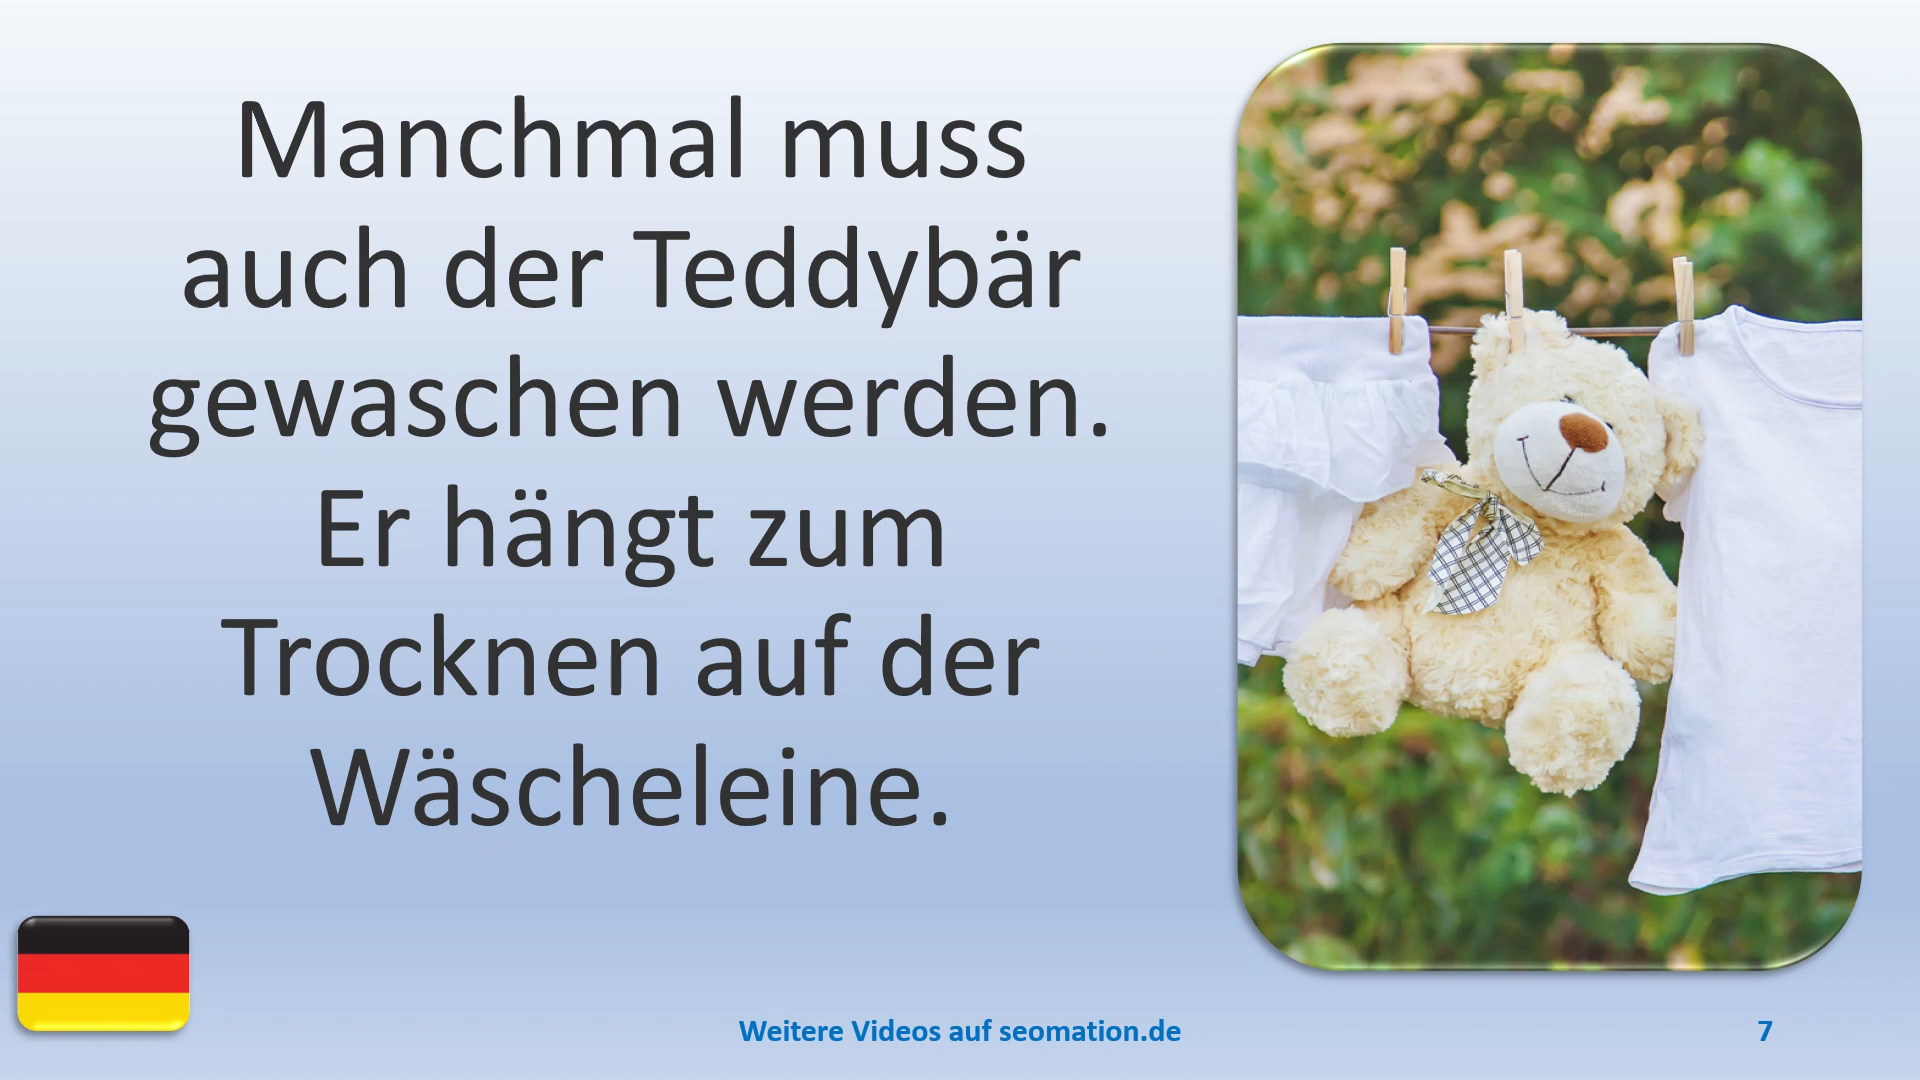 Manchmal muss
auch der Teddybär
gewaschen werden.
Er hängt zum
Trocknen auf der
Wäscheleine.
Weitere Videos auf seomation.de
7